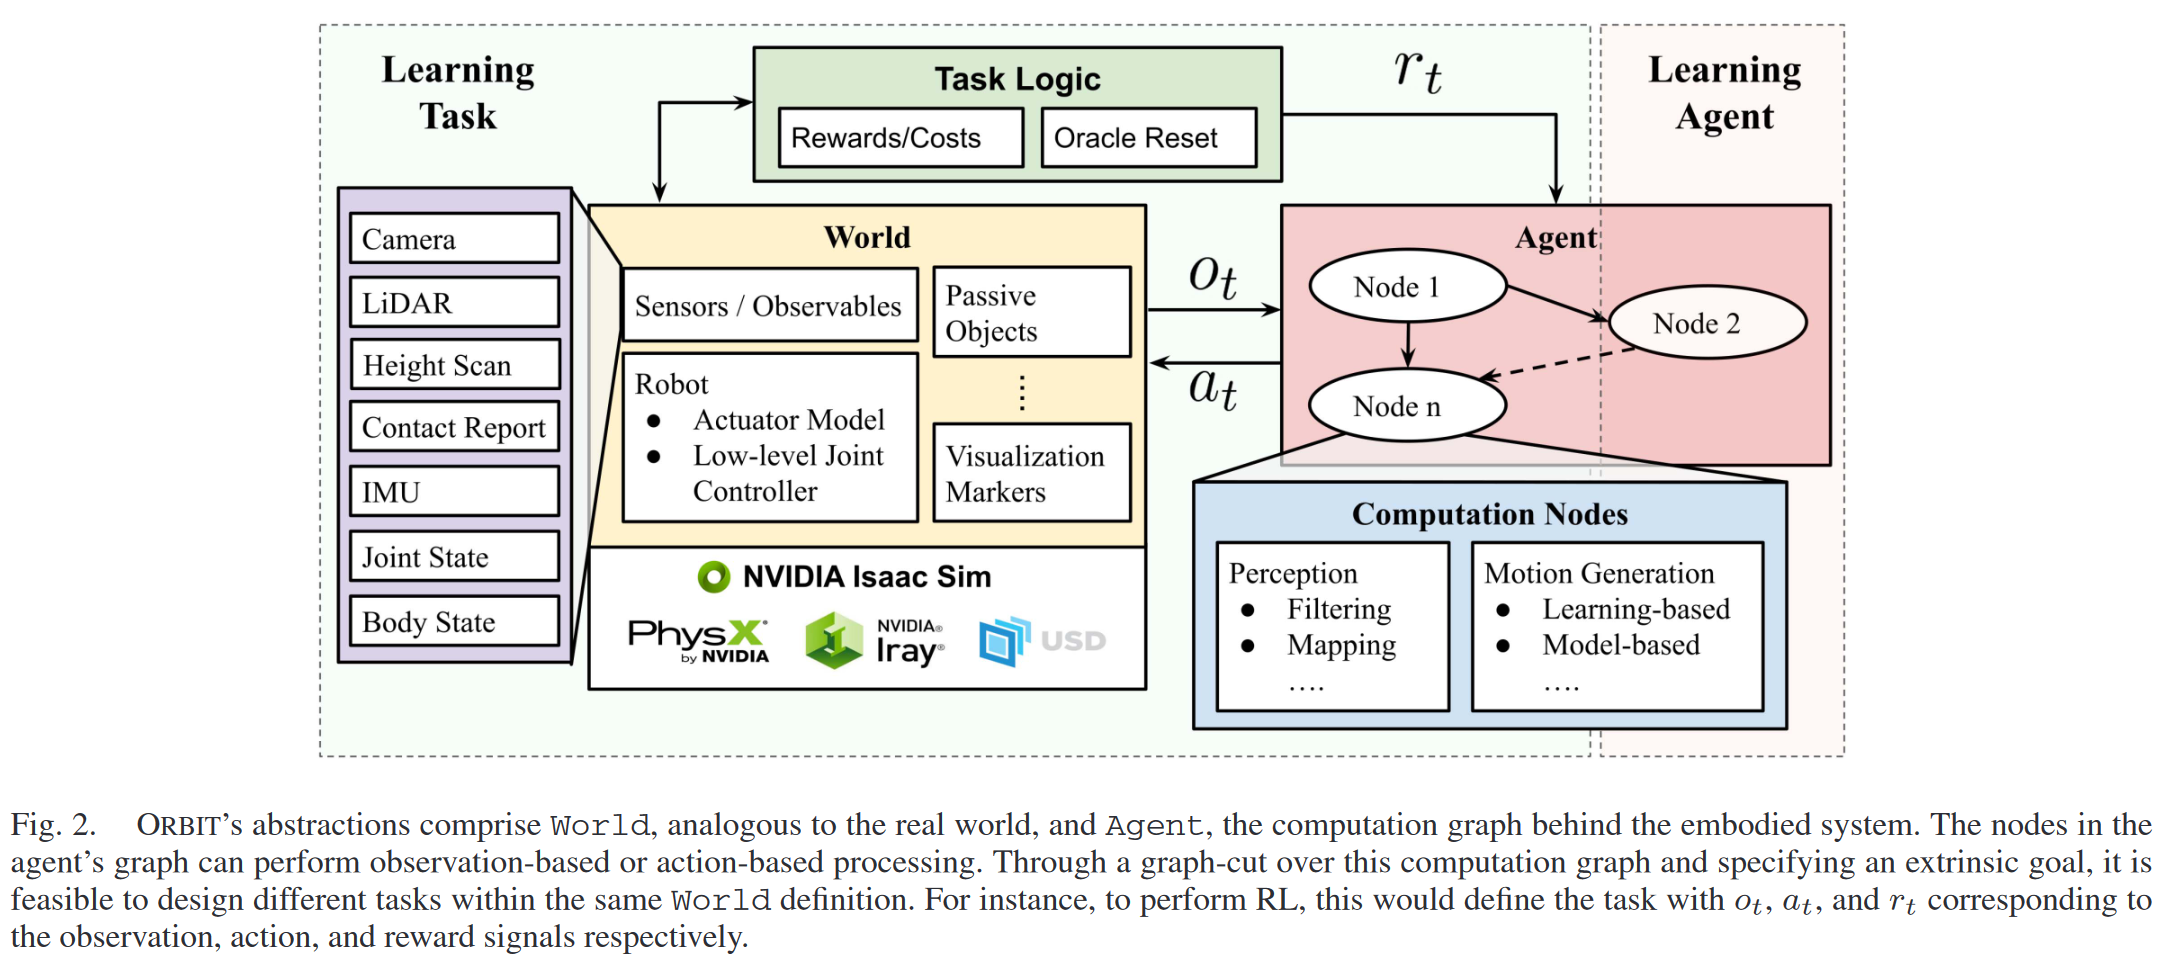 Learning
Task
Task Logic
Rewards/Costs
Oracle Reset
r_t
Learning
Agent
Camera
LiDAR
Height Scan
Contact Report
IMU
Joint State
Body State
World
Sensors / Observables
Robot
● Actuator Model
● Low-level Joint
Controller
Passive
Objects
⋮
Visualization
Markers
NVIDIA Isaac Sim
PhysX
by NVIDIA
NVIDIA®
Iray®
USD
o_t
a_t
Agent
Node 1
Node 2
Node n
Computation Nodes
Perception
● Filtering
● Mapping
....
Motion Generation
● Learning-based
● Model-based
....
Fig. 2. ORBIT's abstractions comprise World, analogous to the real world, and Agent, the computation graph behind the embodied system. The nodes in the
agent's graph can perform observation-based or action-based processing. Through a graph-cut over this computation graph and specifying an extrinsic goal, it is
feasible to design different tasks within the same World definition. For instance, to perform RL, this would define the task with o_t, a_t, and r_t corresponding to
the observation, action, and reward signals respectively.